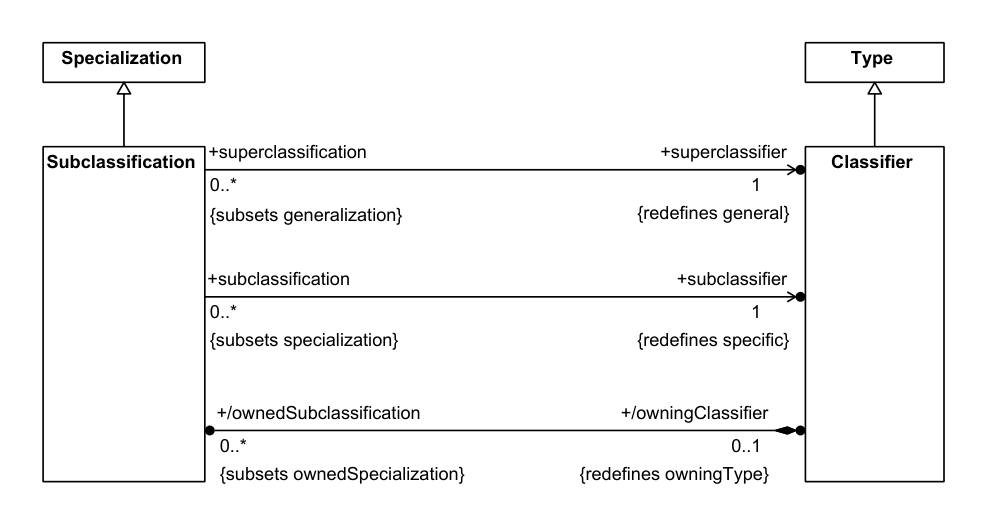 Specialization
Type
Subclassification
+superclassification
+superclassifier
Classifier
0..*
1
{subsets generalization}
{redefines general}
+subclassification
+subclassifier
0..*
1
{subsets specialization}
{redefines specific}
+/ownedSubclassification
+/owningClassifier
0..*
0..1
{subsets ownedSpecialization}
{redefines owningType}